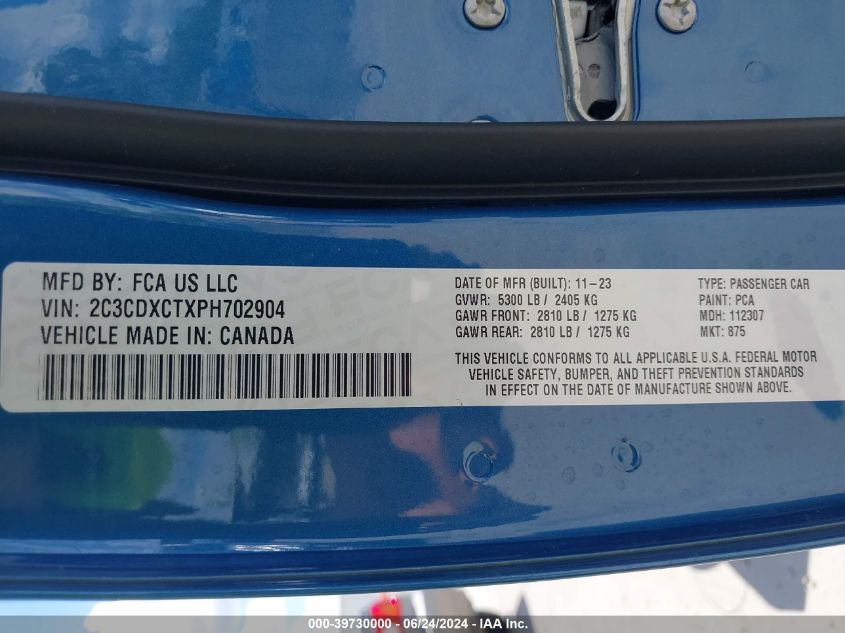 MFD BY: FCA US LLC
VIN: 2C3CDXCTXPH702904
VEHICLE MADE IN: CANADA
DATE OF MFR (BUILT): 11-23
GVWR: 5300 LB / 2405 KG
GAWR FRONT: 2810 LB / 1275 KG
GAWR REAR: 2810 LB / 1275 KG
TYPE: PASSENGER CAR
PAINT: PCA
MDH: 112307
MKT: 875
THIS VEHICLE CONFORMS TO ALL APPLICABLE U.S.A. FEDERAL MOTOR
VEHICLE SAFETY, BUMPER, AND THEFT PREVENTION STANDARDS
IN EFFECT ON THE DATE OF MANUFACTURE SHOWN ABOVE.
000-39730000 - 06/24/2024 - IAA Inc.